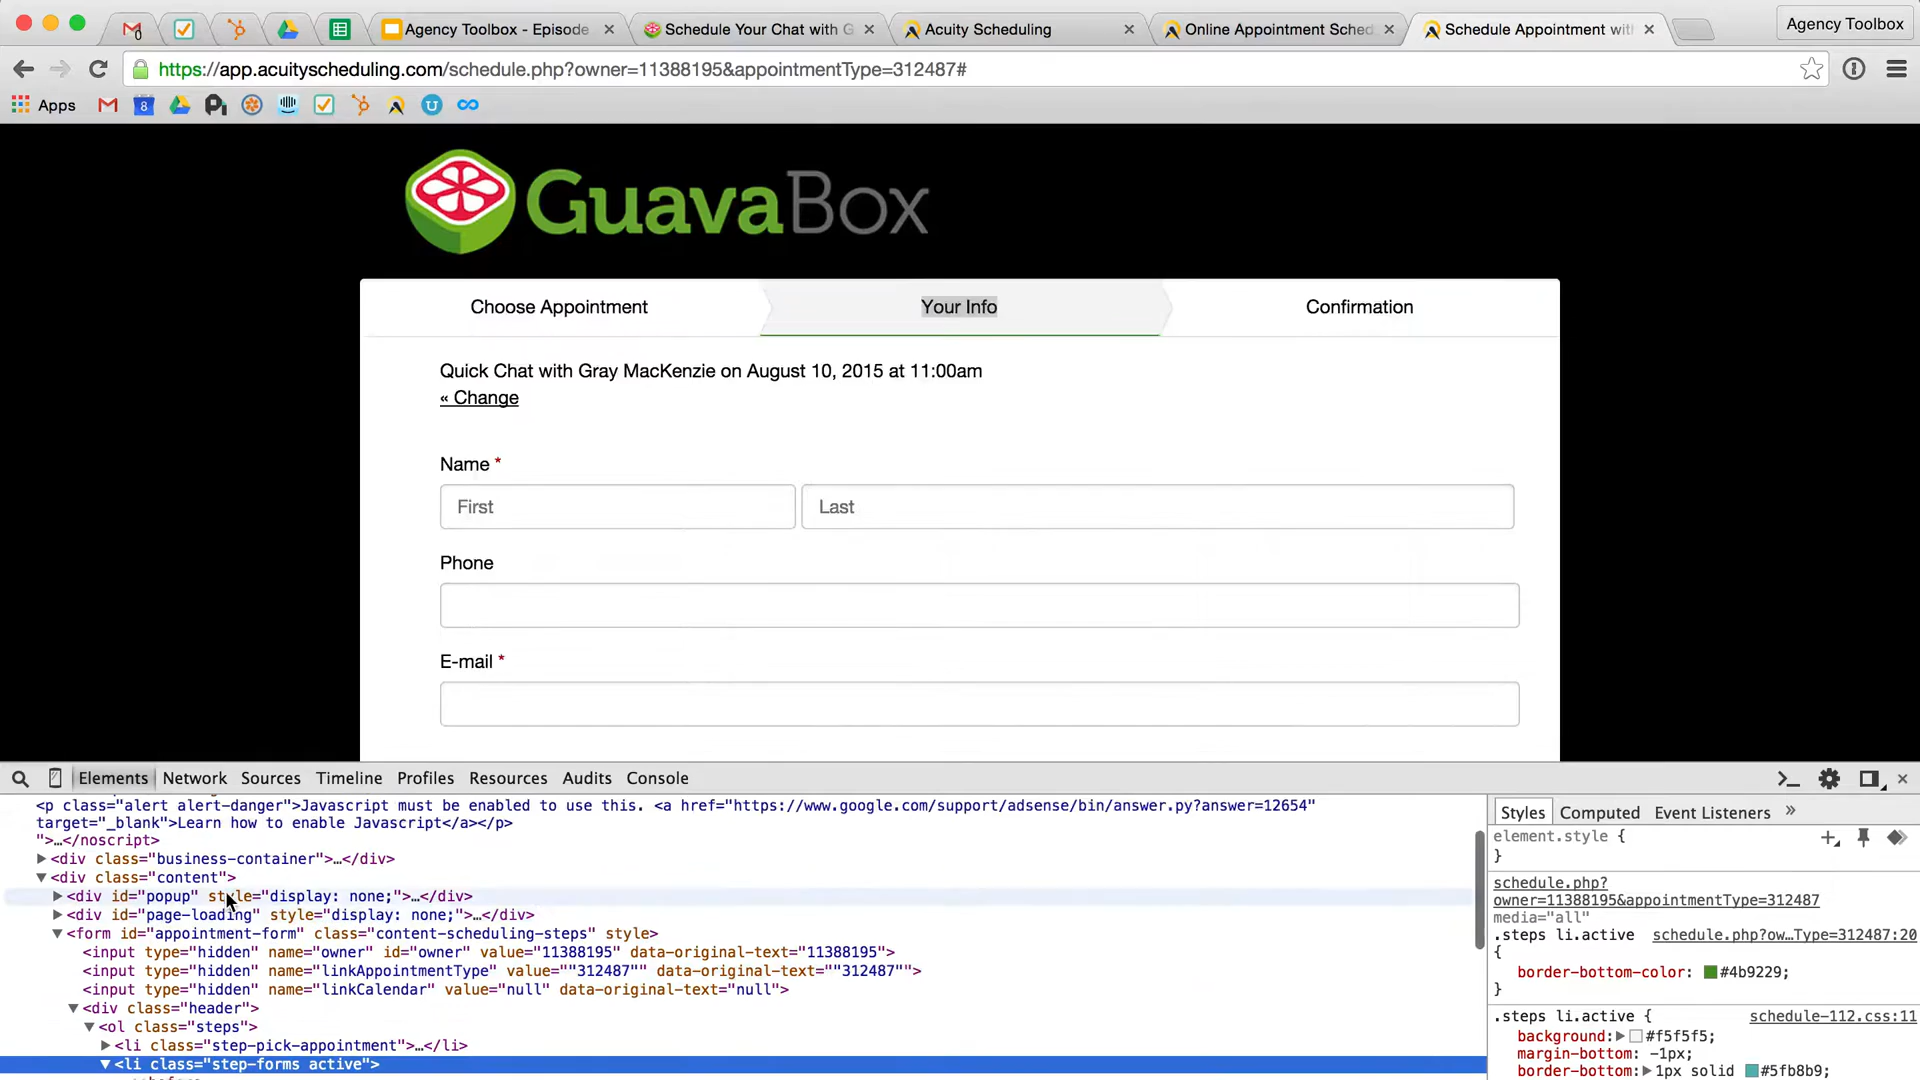 Agency Toolbox - Episode
Schedule Your Chat with G
Acuity Scheduling
Online Appointment Sched
Schedule Appointment with
Agency Toolbox
https://app.acuityscheduling.com/schedule.php?owner=11388195&appointmentType=312487#
Apps
8
U
GuavaBox
Choose Appointment
Your Info
Confirmation
Quick Chat with Gray MacKenzie on August 10, 2015 at 11:00am
« Change
Name *
First
Last
Phone
E-mail *
Elements Network Sources Timeline Profiles Resources Audits Console
<p class="alert alert-danger">Javascript must be enabled to use this. <a href="https://www.google.com/support/adsense/bin/answer.py?answer=12654"
target="_blank">Learn how to enable Javascript</a></p>
">…</noscript>
<div class="business-container">…</div>
<div class="content">
<div id="popup" style="display: none;">…</div>
<div id="page-loading" style="display: none;">…</div>
<form id="appointment-form" class="content-scheduling-steps" style>
<input type="hidden" name="owner" id="owner" value="11388195" data-original-text="11388195">
<input type="hidden" name="linkAppointmentType" value=""312487"" data-original-text=""312487"">
<input type="hidden" name="linkCalendar" value="null" data-original-text="null">
<div class="header">
<ol class="steps">
<li class="step-pick-appointment">…</li>
<li class="step-forms active">
Styles Computed Event Listeners »
element.style {
}
schedule.php?
owner=11388195&appointmentType=312487
media="all"
.steps li.active schedule.php?ow…Type=312487:20
{
border-bottom-color: #4b9229;
}
.steps li.active { schedule-112.css:11
background: #f5f5f5;
margin-bottom: -1px;
border-bottom: 1px solid #5fb8b9;